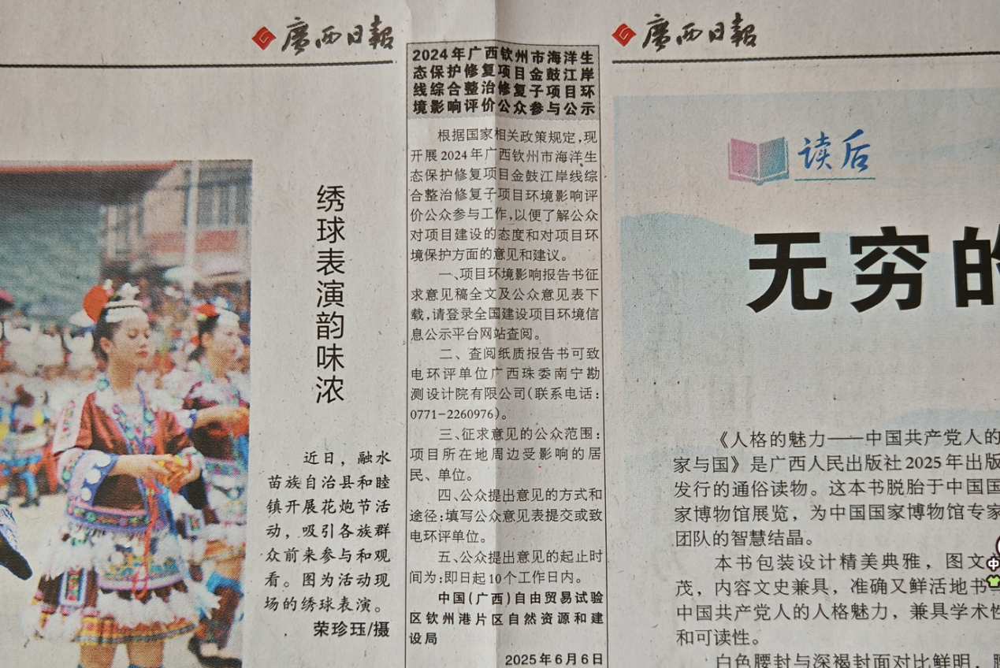 廣西日報
绣球表演韵味浓
近日，融水
苗族自治县和睦
镇开展花炮节活
动，吸引各族群
众前来参与和观
看。图为活动现
场的绣球表演。
荣珍珏/摄
2024年广西钦州市海洋生
态保护修复项目金鼓江岸
线综合整治修复子项目环
境影响评价公众参与公示
根据国家相关政策规定,现
开展2024年广西钦州市海洋生
态保护修复项目金鼓江岸线综
合整治修复子项目环境影响评
价公众参与工作,以便了解公众
对项目建设的态度和对项目环
境保护方面的意见和建议。
一、项目环境影响报告书征
求意见稿全文及公众意见表下
载,请登录全国建设项目环境信
息公示平台网站查阅。
二、查阅纸质报告书可致
电环评单位广西珠委南宁勘
测设计院有限公司(联系电话:
0771-2260976)。
三、征求意见的公众范围:
项目所在地周边受影响的居
民、单位。
四、公众提出意见的方式和
途径:填写公众意见表提交或致
电环评单位。
五、公众提出意见的起止时
间为:即日起10个工作日内。
中国(广西)自由贸易试验
区钦州港片区自然资源和建
设局
2025年6月6日
廣西日報
读后
无穷的
《人格的魅力——中国共产党人的
家与国》是广西人民出版社2025年出版
发行的通俗读物。这本书脱胎于中国国
家博物馆展览，为中国国家博物馆专家
团队的智慧结晶。
本书包装设计精美典雅，图文
茂，内容文史兼具，准确又鲜活地书
中国共产党人的人格魅力，兼具学术性
和可读性。
白色腰封与深褐封面对比鲜明，腰
中